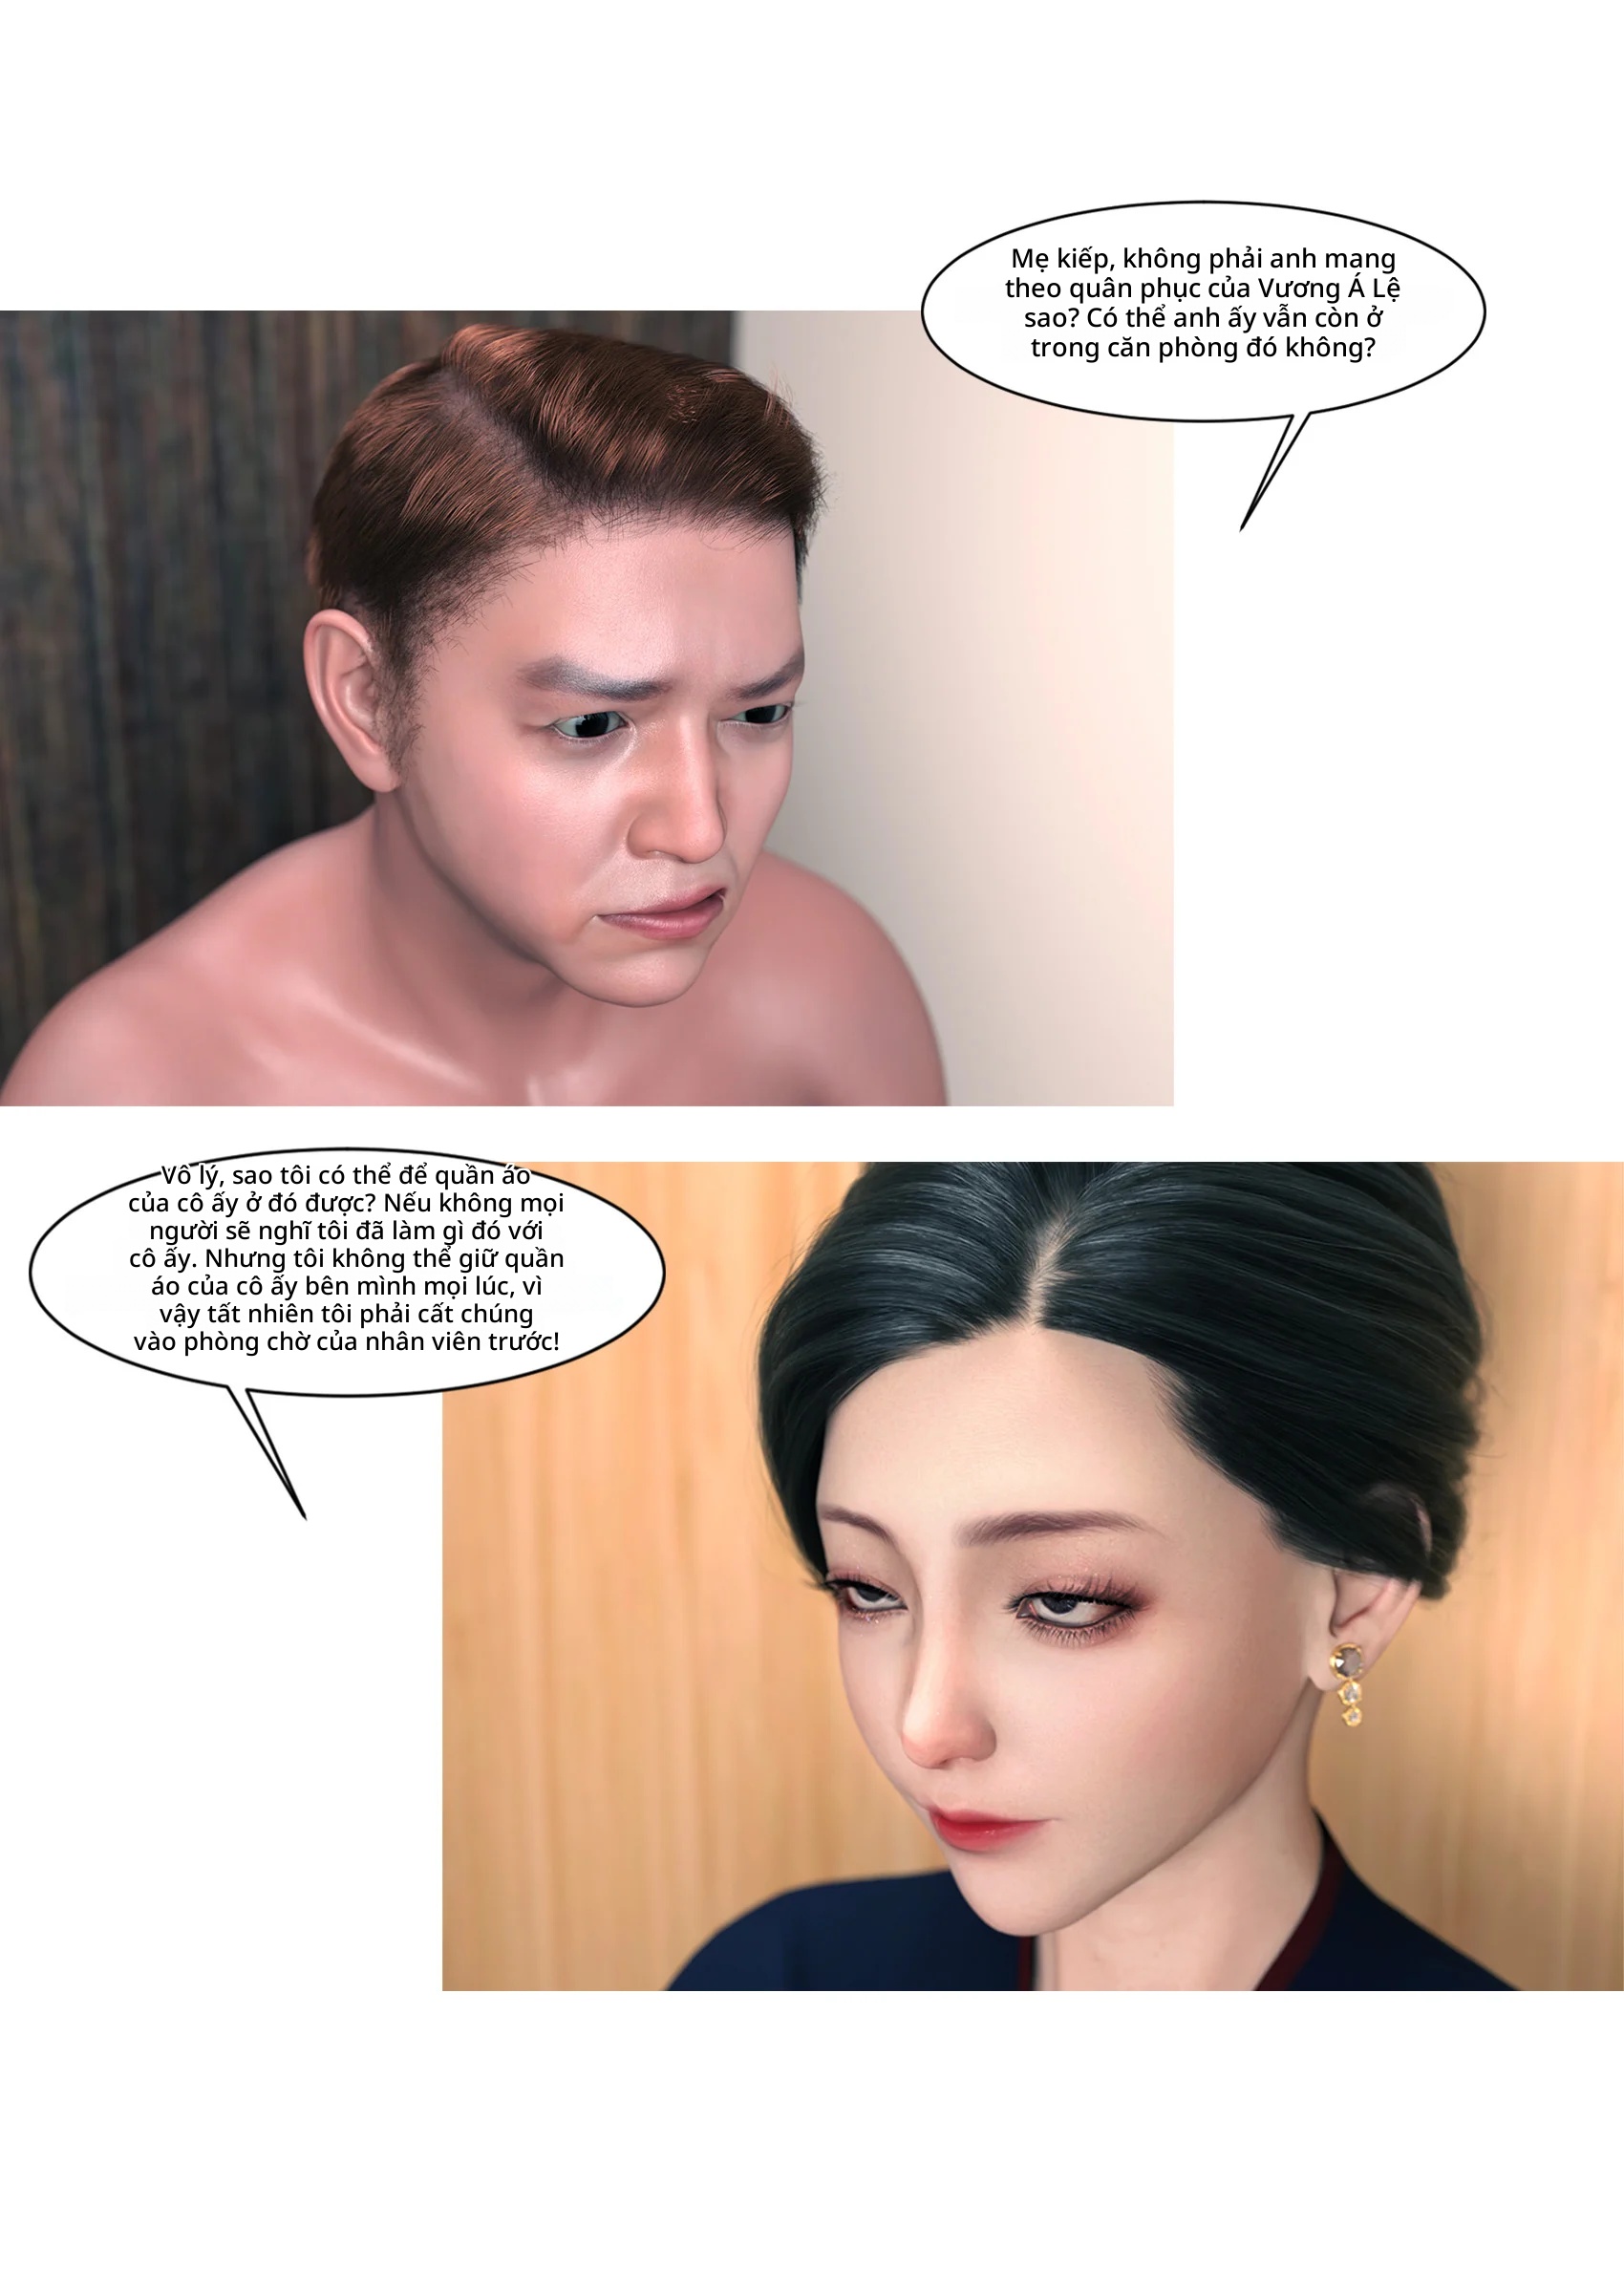 Mẹ kiếp, không phải anh mang
theo quân phục của Vương Á Lệ
sao? Có thể anh ấy vẫn còn ở
trong căn phòng đó không?
Vô lý, sao tôi có thể để quần áo
của cô ấy ở đó được? Nếu không mọi
người sẽ nghĩ tôi đã làm gì đó với
cô ấy. Nhưng tôi không thể giữ quần
áo của cô ấy bên mình mọi lúc, vì
vậy tất nhiên tôi phải cất chúng
vào phòng chờ của nhân viên trước!